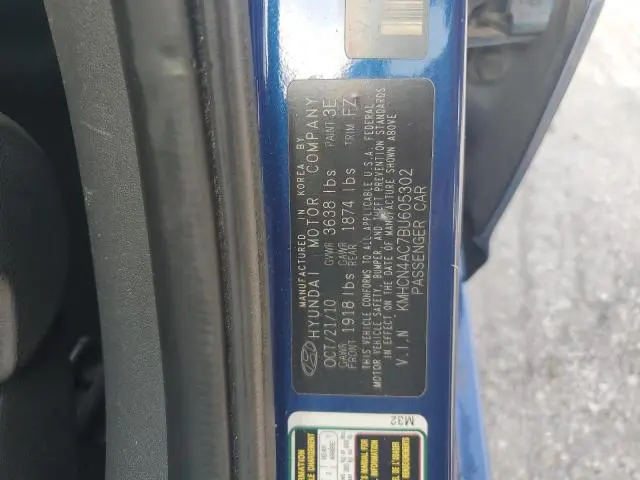 MANUFACTURED IN KOREA BY
HYUNDAI MOTOR COMPANY
OCT/21/10 GVWR 3638 lbs PAINT 3E
GAWR FRONT 1918 lbs GAWR REAR 1874 lbs TRIM FZ
THIS VEHICLE CONFORMS TO ALL APPLICABLE U.S.A. FEDERAL
MOTOR VEHICLE SAFETY, BUMPER, AND THEFT PREVENTION STANDARDS
IN EFFECT ON THE DATE OF MANUFACTURE SHOWN ABOVE
V.I.N KMHCN4AC7BU605302
PASSENGER CAR
M32